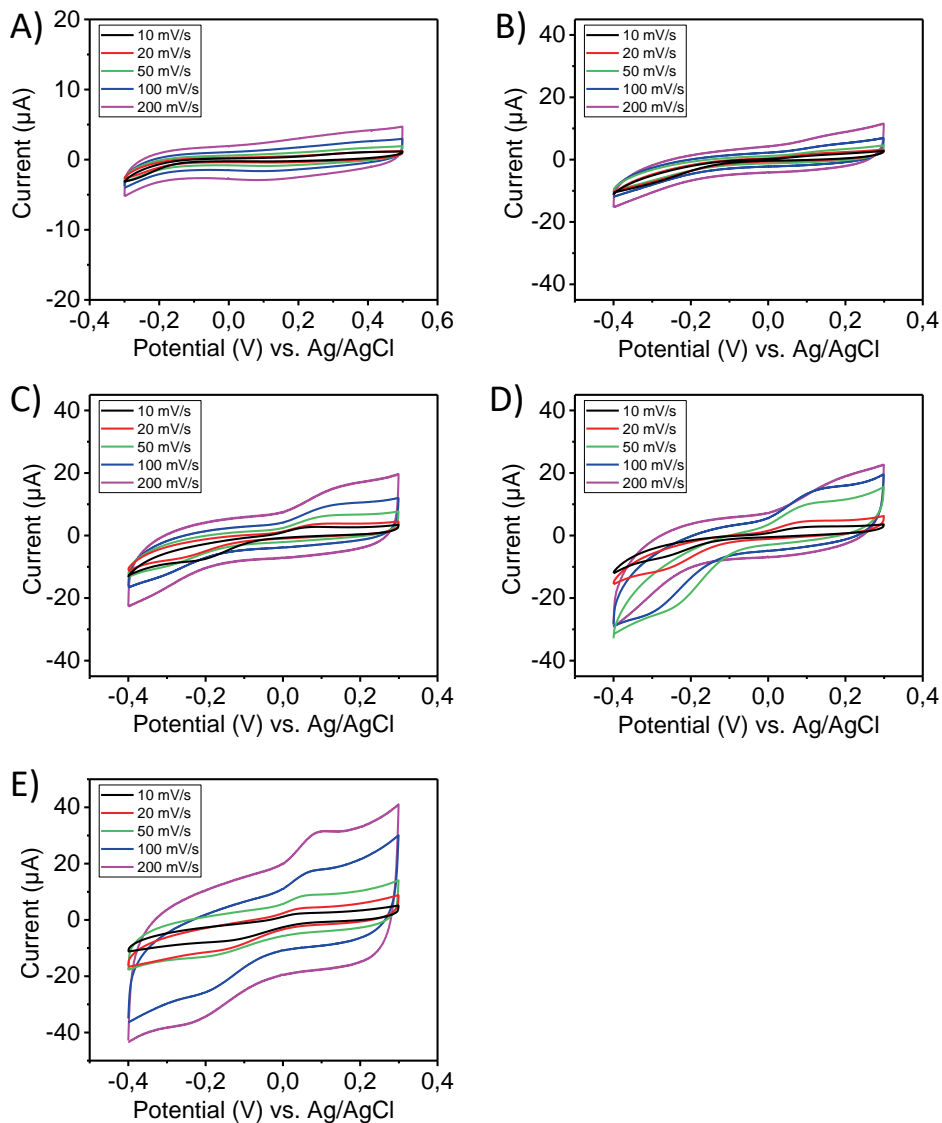 A)
10 mV/s
20 mV/s
50 mV/s
100 mV/s
200 mV/s
20
10
0
-10
-20
Current (µA)
-0,4 -0,2 0,0 0,2 0,4 0,6
Potential (V) vs. Ag/AgCl
B)
10 mV/s
20 mV/s
50 mV/s
100 mV/s
200 mV/s
40
20
0
-20
-40
Current (µA)
-0,4 -0,2 0,0 0,2 0,4
Potential (V) vs. Ag/AgCl
C)
10 mV/s
20 mV/s
50 mV/s
100 mV/s
200 mV/s
40
20
0
-20
-40
Current (µA)
-0,4 -0,2 0,0 0,2 0,4
Potential (V) vs. Ag/AgCl
D)
10 mV/s
20 mV/s
50 mV/s
100 mV/s
200 mV/s
40
20
0
-20
-40
Current (µA)
-0,4 -0,2 0,0 0,2 0,4
Potential (V) vs. Ag/AgCl
E)
10 mV/s
20 mV/s
50 mV/s
100 mV/s
200 mV/s
40
20
0
-20
-40
Current (µA)
-0,4 -0,2 0,0 0,2 0,4
Potential (V) vs. Ag/AgCl